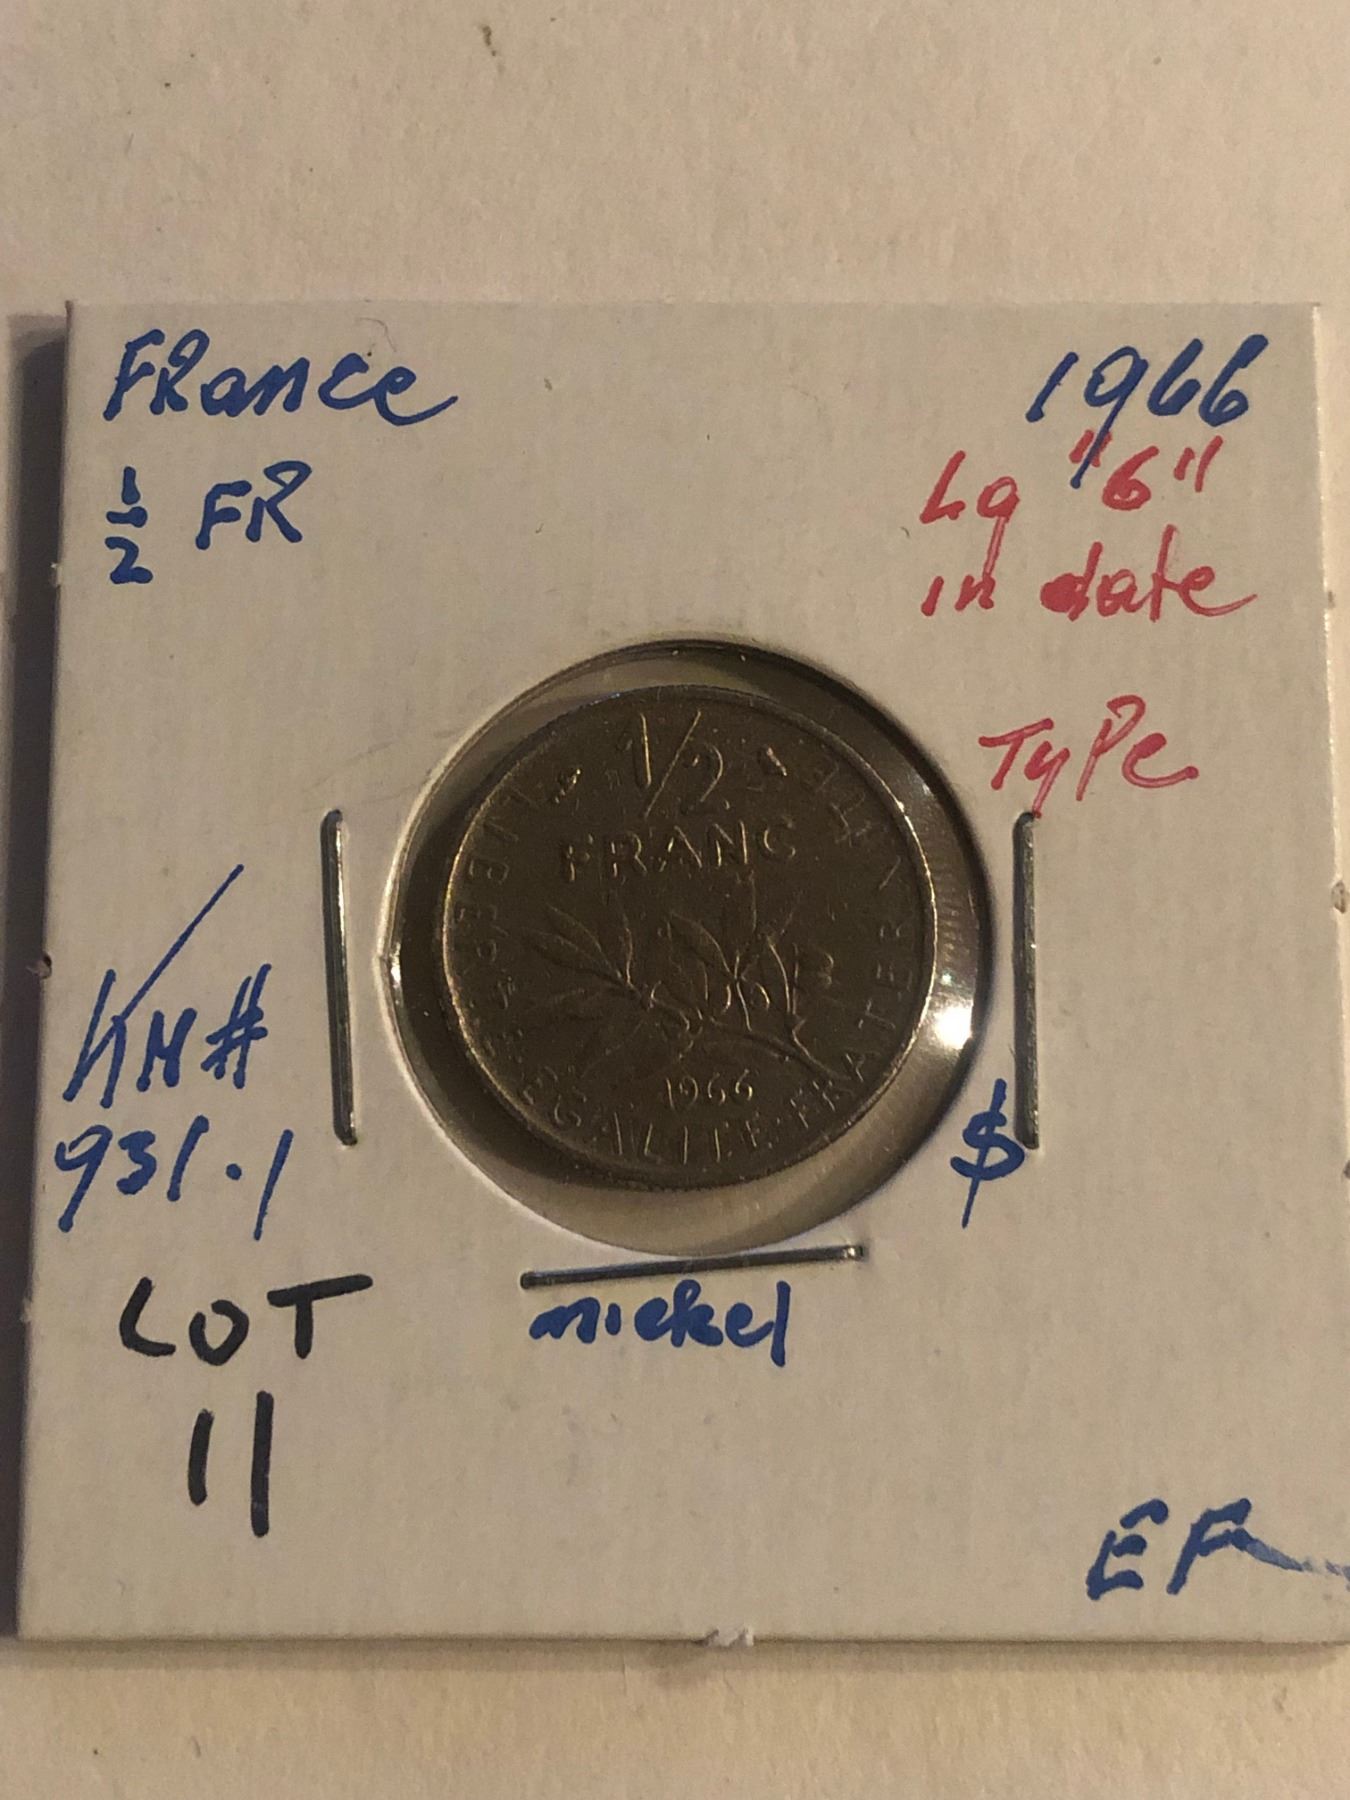 FRance
1/2 FR
1966
Lg "6"
in date
Type
KM#
931.1
LOT
11
$
nickel
EF
1/2
FRANC
1966
LIBERTE · EGALITE · FRATERNITE